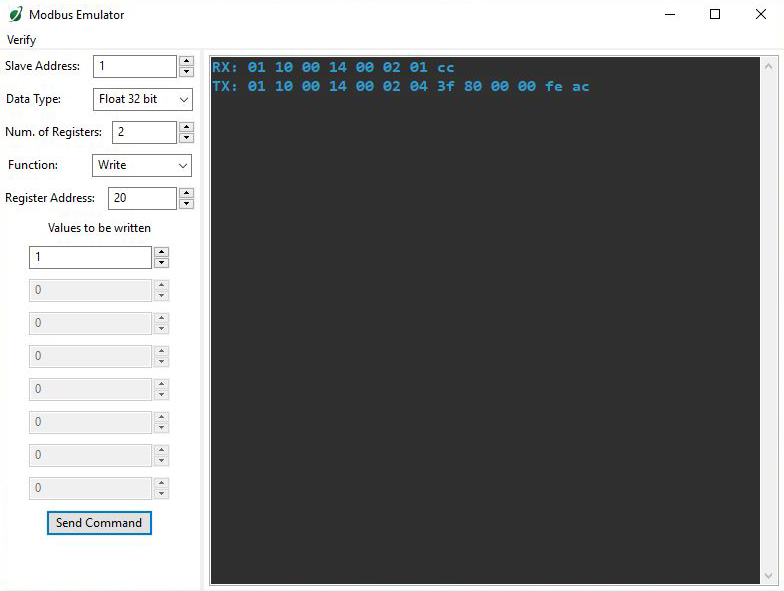 Modbus Emulator
Verify
Slave Address: 1
Data Type: Float 32 bit
Num. of Registers: 2
Function: Write
Register Address: 20
Values to be written
1
0
0
0
0
0
0
0
Send Command
RX: 01 10 00 14 00 02 01 cc
TX: 01 10 00 14 00 02 04 3f 80 00 00 fe ac